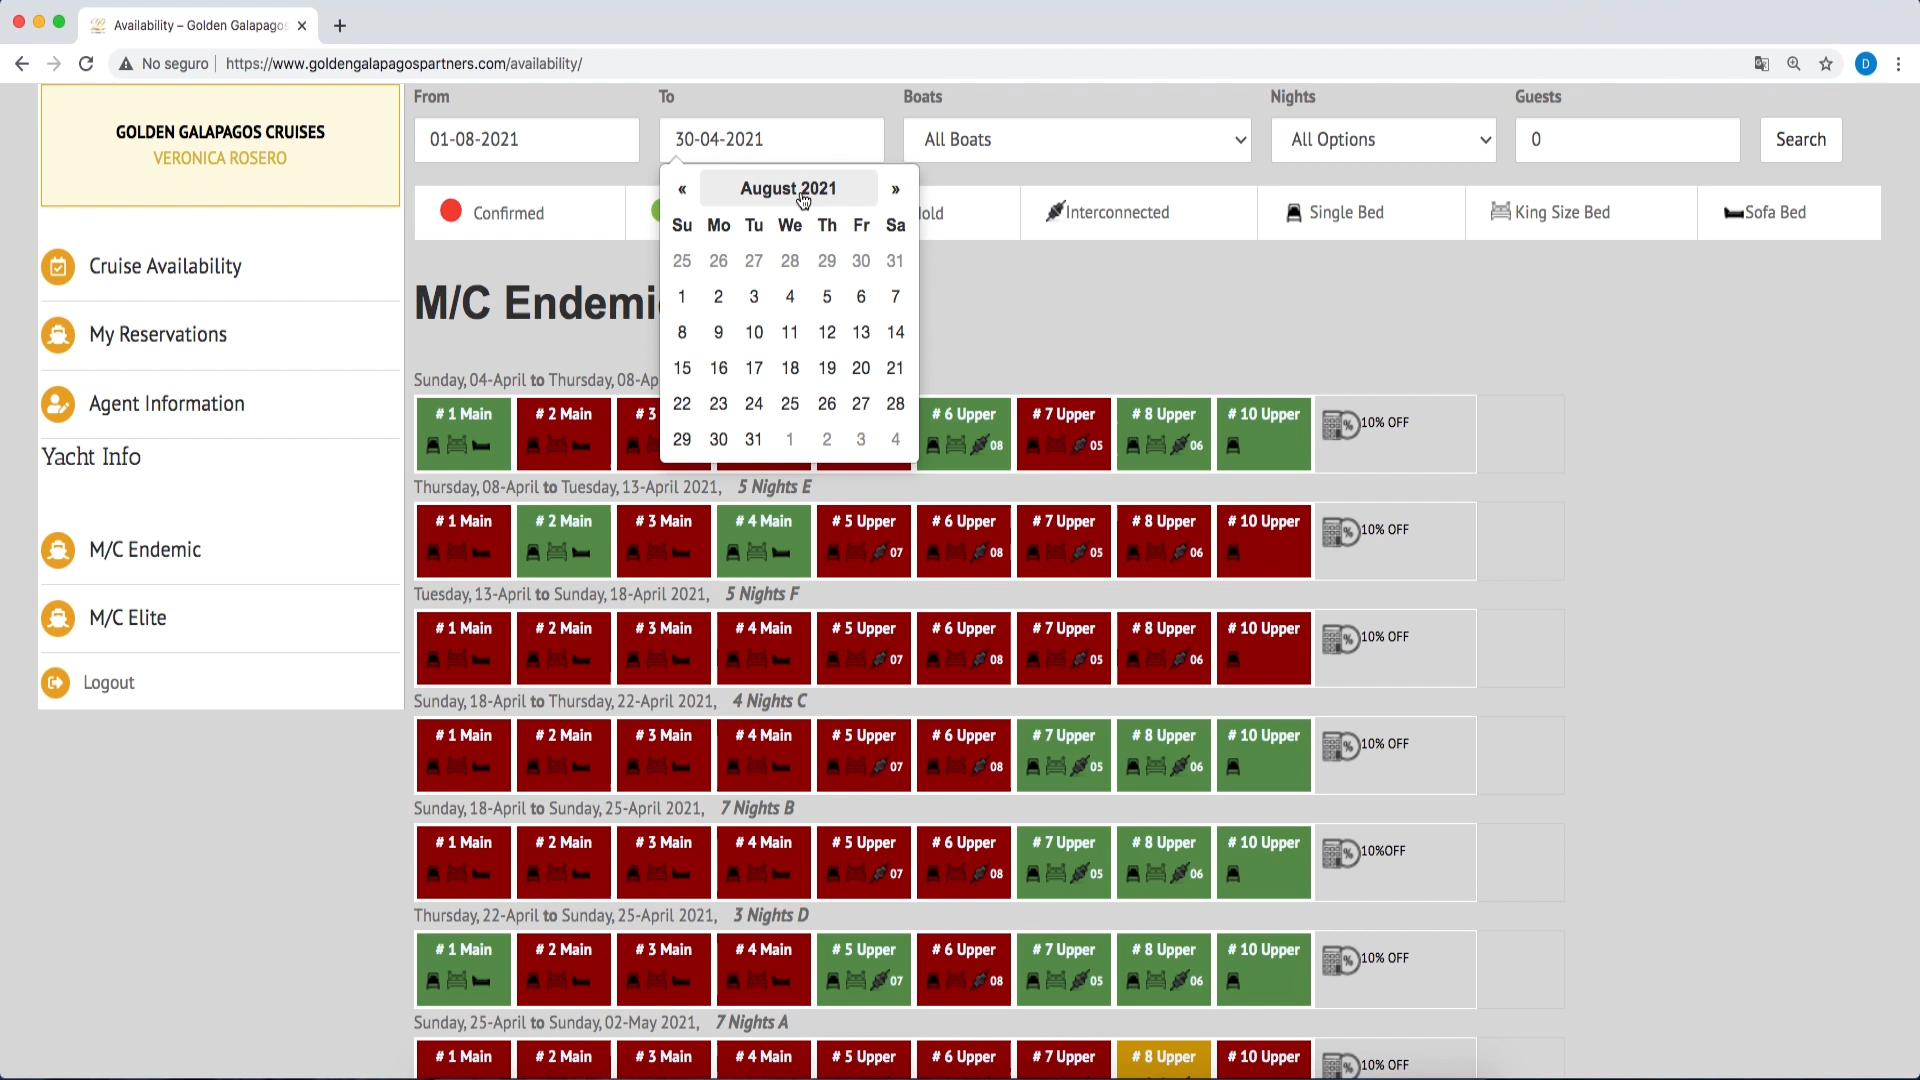 Availability – Golden Galapagos
No seguro
https://www.goldengalapagospartners.com/availability/
D
GOLDEN GALAPAGOS CRUISES
VERONICA ROSERO
Cruise Availability
My Reservations
Agent Information
Yacht Info
M/C Endemic
M/C Elite
Logout
From To Boats Nights Guests
01-08-2021 30-04-2021 All Boats All Options 0 Search
Confirmed Interconnected Single Bed King Size Bed Sofa Bed
« August 2021 »
Su Mo Tu We Th Fr Sa
25 26 27 28 29 30 31
1 2 3 4 5 6 7
8 9 10 11 12 13 14
15 16 17 18 19 20 21
22 23 24 25 26 27 28
29 30 31 1 2 3 4
M/C Endemi
Sunday, 04-April to Thursday, 08-Ap
# 1 Main # 2 Main # 3 # 6 Upper # 7 Upper # 8 Upper # 10 Upper 10% OFF
08 05 06
Thursday, 08-April to Tuesday, 13-April 2021, 5 Nights E
# 1 Main # 2 Main # 3 Main # 4 Main # 5 Upper # 6 Upper # 7 Upper # 8 Upper # 10 Upper 10% OFF
07 08 05 06
Tuesday, 13-April to Sunday, 18-April 2021, 5 Nights F
# 1 Main # 2 Main # 3 Main # 4 Main # 5 Upper # 6 Upper # 7 Upper # 8 Upper # 10 Upper 10% OFF
07 08 05 06
Sunday, 18-April to Thursday, 22-April 2021, 4 Nights C
# 1 Main # 2 Main # 3 Main # 4 Main # 5 Upper # 6 Upper # 7 Upper # 8 Upper # 10 Upper 10% OFF
07 08 05 06
Sunday, 18-April to Sunday, 25-April 2021, 7 Nights B
# 1 Main # 2 Main # 3 Main # 4 Main # 5 Upper # 6 Upper # 7 Upper # 8 Upper # 10 Upper 10%OFF
07 08 05 06
Thursday, 22-April to Sunday, 25-April 2021, 3 Nights D
# 1 Main # 2 Main # 3 Main # 4 Main # 5 Upper # 6 Upper # 7 Upper # 8 Upper # 10 Upper 10% OFF
07 08 05 06
Sunday, 25-April to Sunday, 02-May 2021, 7 Nights A
# 1 Main # 2 Main # 3 Main # 4 Main # 5 Upper # 6 Upper # 7 Upper # 8 Upper # 10 Upper 10% OFF